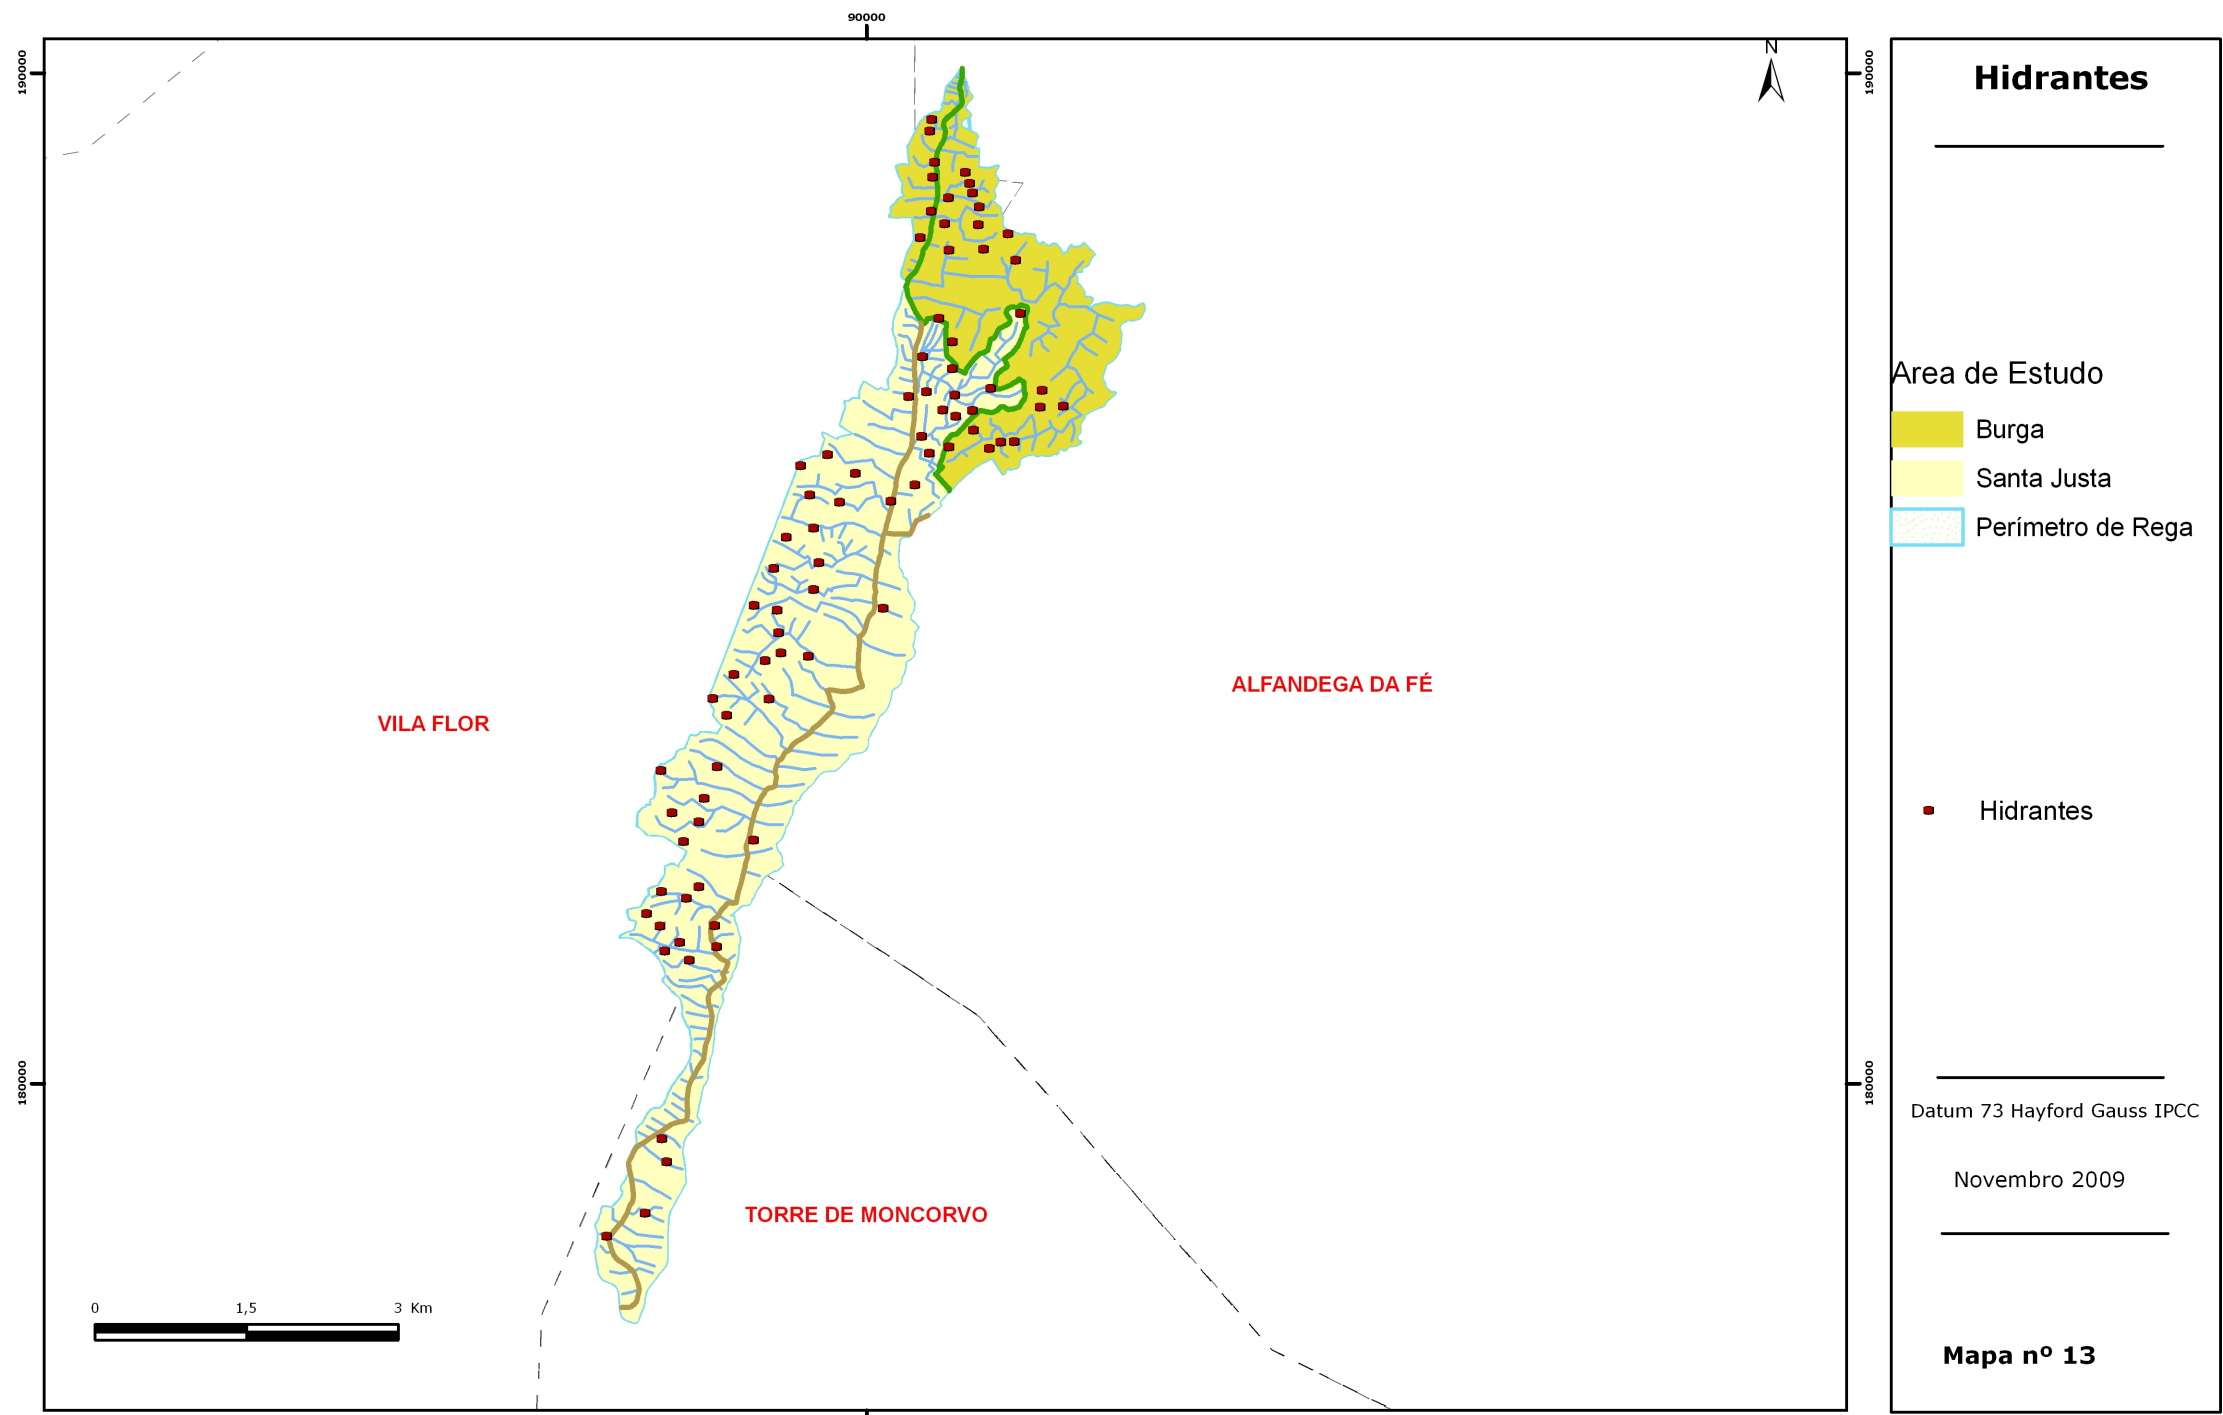 90000
190000
190000
N
Hidrantes
Area de Estudo
Burga
Santa Justa
Perímetro de Rega
ALFANDEGA DA FÉ
VILA FLOR
Hidrantes
180000
180000
Datum 73 Hayford Gauss IPCC
Novembro 2009
TORRE DE MONCORVO
0 1,5 3 Km
Mapa nº 13